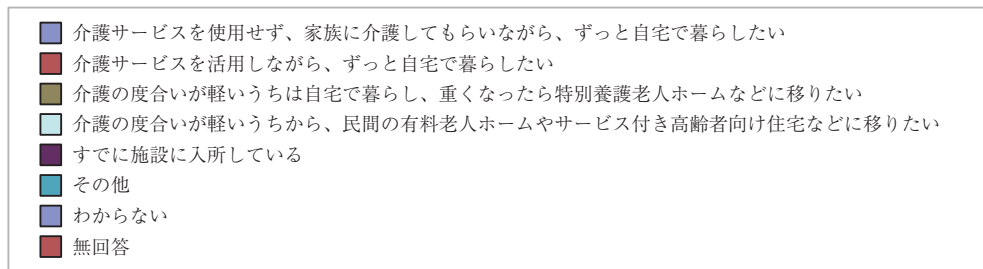 介護サービスを使用せず、家族に介護してもらいながら、ずっと自宅で暮らしたい
介護サービスを活用しながら、ずっと自宅で暮らしたい
介護の度合いが軽いうちは自宅で暮らし、重くなったら特別養護老人ホームなどに移りたい
介護の度合いが軽いうちから、民間の有料老人ホームやサービス付き高齢者向け住宅などに移りたい
すでに施設に入所している
その他
わからない
無回答